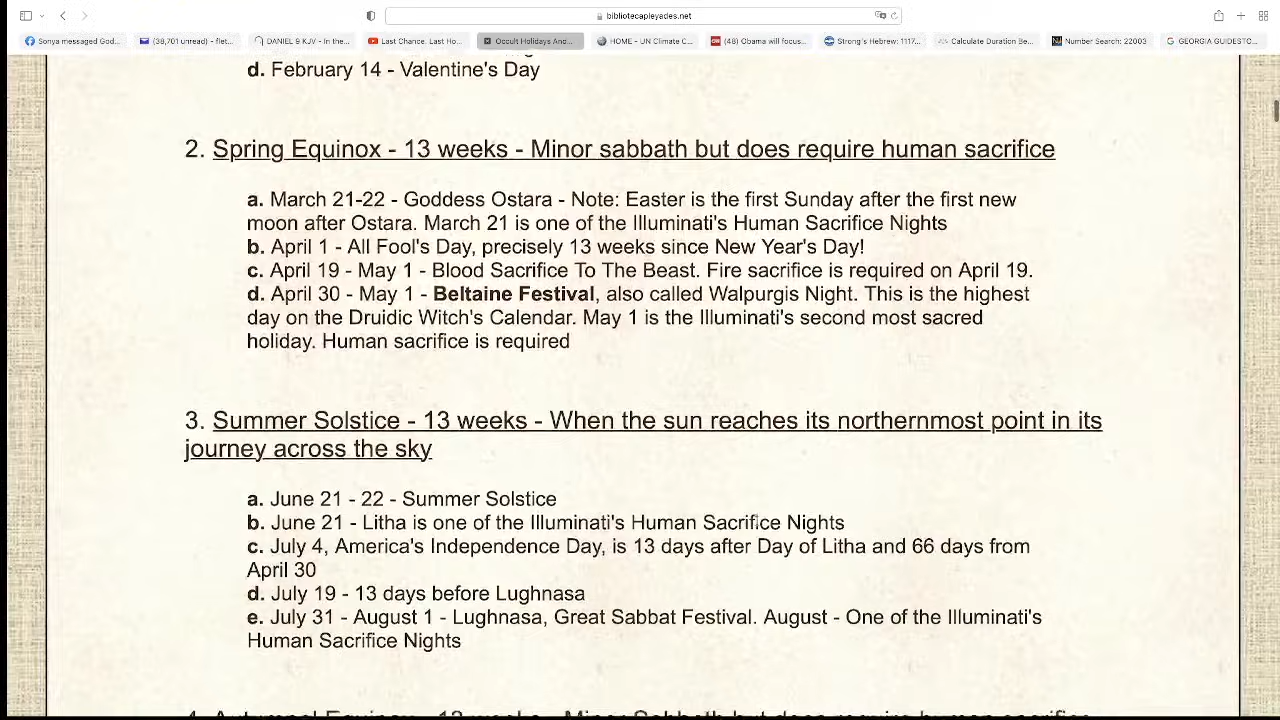 bibliotecapleyades.net
Sonya messaged God...
(38,701 unread) - flet...
DANIEL 9 KJV - In the...
Last Chance. Last Ho...
Occult Holidays And...
HOME - UN Climate C...
(48) Obama will focus...
Strong's Hebrew: 1117...
Calculate Duration Be...
Number Search: 22003
GEORGIA GUIDESTO...
d. February 14 - Valentine's Day
2. Spring Equinox - 13 weeks - Minor sabbath but does require human sacrifice
a. March 21-22 - Goddess Ostara - Note: Easter is the first Sunday after the first new
moon after Ostara. March 21 is one of the Illuminati's Human Sacrifice Nights
b. April 1 - All Fool's Day, precisely 13 weeks since New Year's Day!
c. April 19 - May 1 - Blood Sacrifice To The Beast. Fire sacrifice is required on April 19.
d. April 30 - May 1 - Beltaine Festival, also called Walpurgis Night. This is the highest
day on the Druidic Witch's Calendar. May 1 is the Illuminati's second most sacred
holiday. Human sacrifice is required
3. Summer Solstice - 13 weeks - When the sun reaches its northernmost point in its
journey across the sky
a. June 21 - 22 - Summer Solstice
b. June 21 - Litha is one of the Illuminati's Human Sacrifice Nights
c. July 4, America's Independence Day, is 13 days after Day of Litha and 66 days from
April 30
d. July 19 - 13 days before Lughnasa
e. July 31 - August 1 - Lughnasa, Great Sabbat Festival. August - One of the Illuminati's
Human Sacrifice Nights